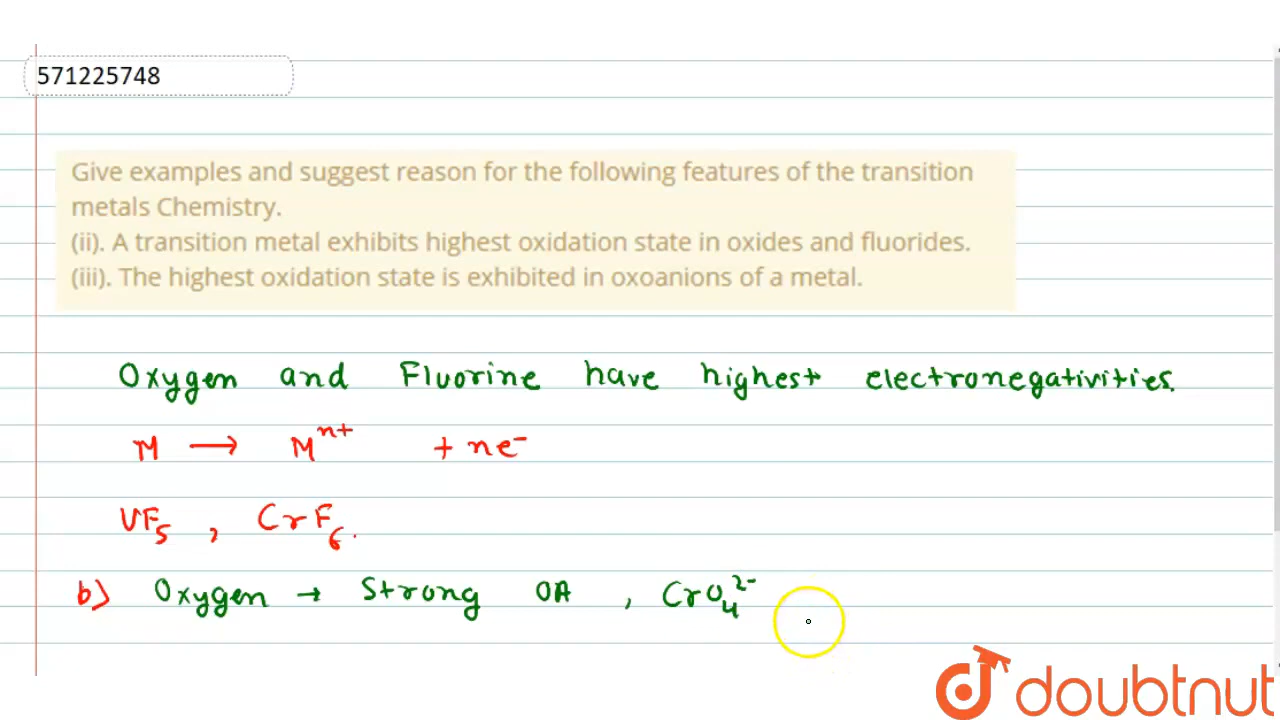 571225748
Give examples and suggest reason for the following features of the transition
metals Chemistry.
(ii). A transition metal exhibits highest oxidation state in oxides and fluorides.
(iii). The highest oxidation state is exhibited in oxoanions of a metal.
Oxygen and Fluorine have highest electronegativities.
M → Mⁿ⁺ + ne⁻
VF₅ , CrF₆.
b) Oxygen → Strong OA , CrO₄²⁻
doubtnut